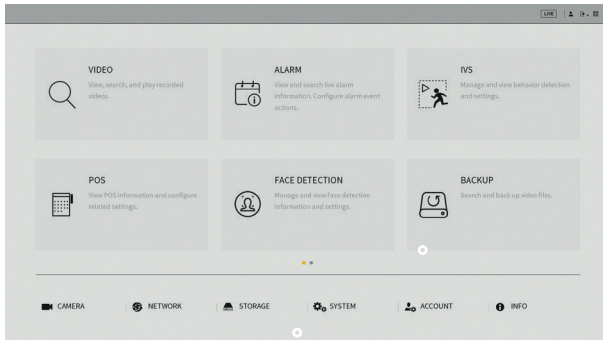 LIVE
VIDEO
View, search, and play recorded
videos.
ALARM
View and search live alarm
information. Configure alarm event
actions.
IVS
Manage and view behavior detection
and settings.
POS
View POS information and configure
related settings.
FACE DETECTION
Manage and view face detection
information and settings.
BACKUP
Search and back up video files.
CAMERA
NETWORK
STORAGE
SYSTEM
ACCOUNT
INFO